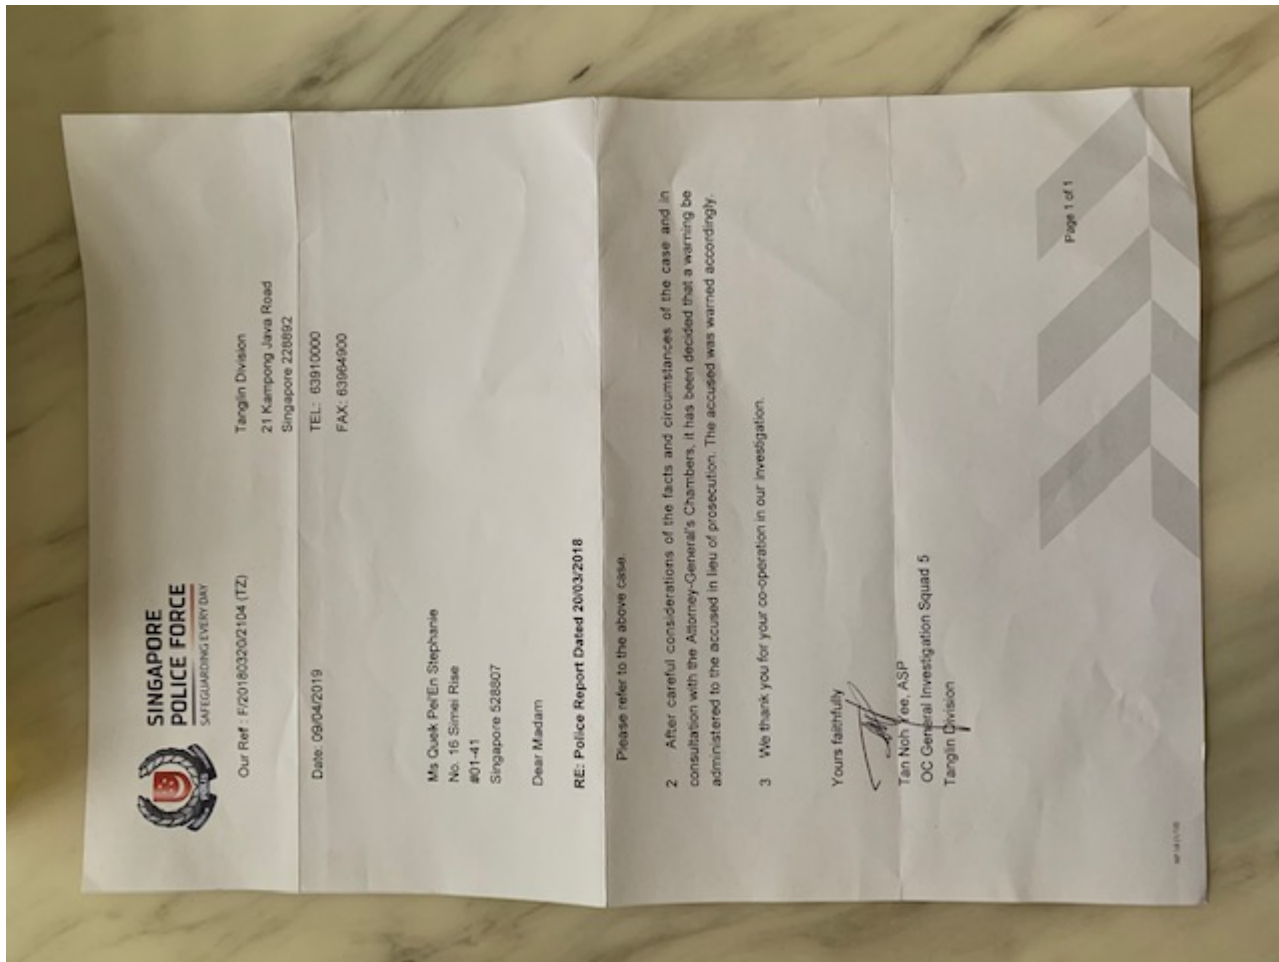 SINGAPORE
POLICE FORCE
SAFEGUARDING EVERY DAY
Our Ref : F/20180320/2104 (TZ)
Tanglin Division
21 Kampong Java Road
Singapore 228892
Date: 09/04/2019
TEL: 63910000
FAX: 63964900
Ms Quek Pei'En Stephanie
No. 16 Simei Rise
#01-41
Singapore 528807
Dear Madam
RE: Police Report Dated 20/03/2018
Please refer to the above case.
2 After careful considerations of the facts and circumstances of the case and in
consultation with the Attorney-General's Chambers, it has been decided that a warning be
administered to the accused in lieu of prosecution. The accused was warned accordingly.
3 We thank you for your co-operation in our investigation.
Yours faithfully
Tan Noh Yee, ASP
OC General Investigation Squad 5
Tanglin Division
Page 1 of 1